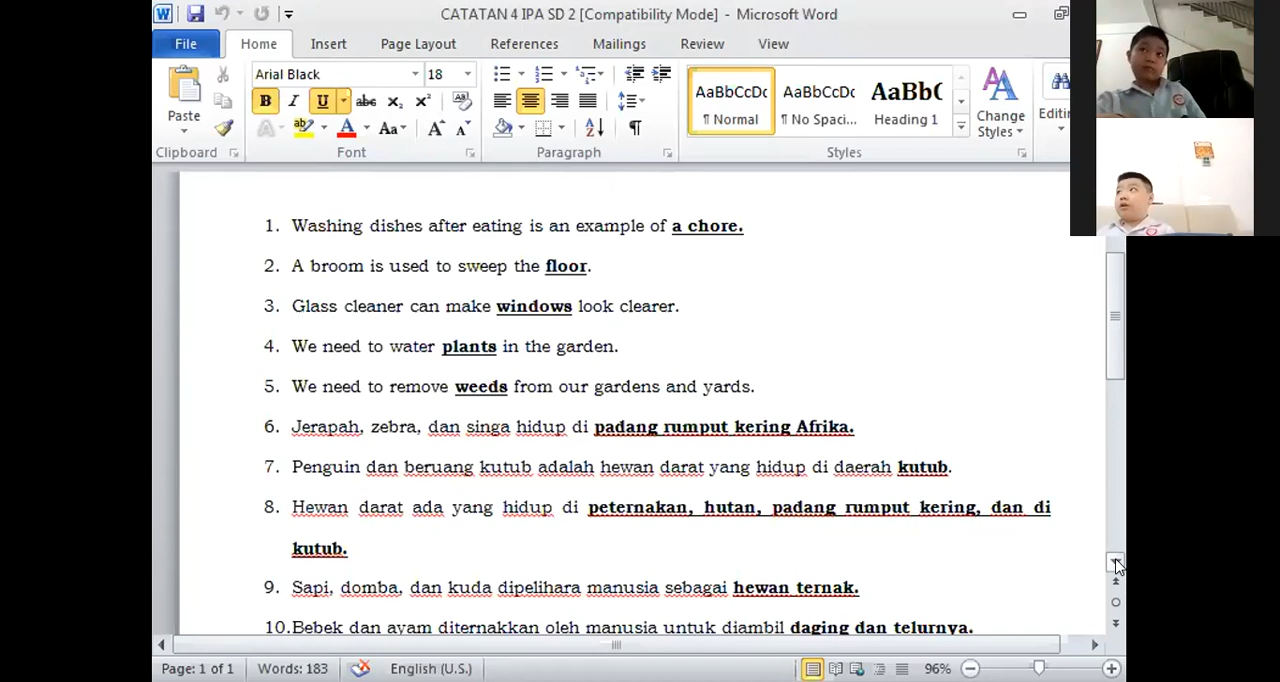 CATATAN 4 IPA SD 2 [Compatibility Mode] - Microsoft Word
File Home Insert Page Layout References Mailings Review View
Arial Black 18
AaBbCcDc AaBbCcDc AaBbC
Paste
¶ Normal ¶ No Spaci... Heading 1 Change Styles Editin
Clipboard Font Paragraph Styles
1. Washing dishes after eating is an example of a chore.
2. A broom is used to sweep the floor.
3. Glass cleaner can make windows look clearer.
4. We need to water plants in the garden.
5. We need to remove weeds from our gardens and yards.
6. Jerapah, zebra, dan singa hidup di padang rumput kering Afrika.
7. Penguin dan beruang kutub adalah hewan darat yang hidup di daerah kutub.
8. Hewan darat ada yang hidup di peternakan, hutan, padang rumput kering, dan di
kutub.
9. Sapi, domba, dan kuda dipelihara manusia sebagai hewan ternak.
10.Bebek dan ayam diternakkan oleh manusia untuk diambil daging dan telurnya.
Page: 1 of 1 Words: 183 English (U.S.) 96%